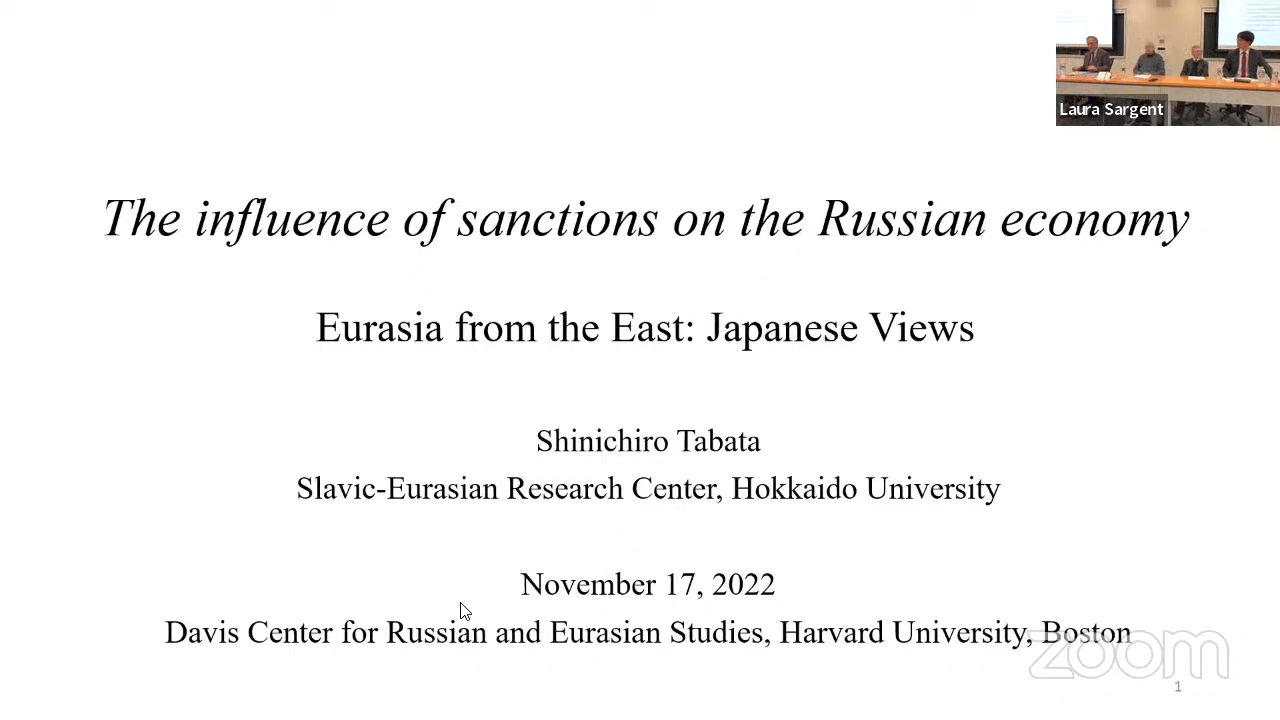 Laura Sargent
The influence of sanctions on the Russian economy
Eurasia from the East: Japanese Views
Shinichiro Tabata
Slavic-Eurasian Research Center, Hokkaido University
November 17, 2022
Davis Center for Russian and Eurasian Studies, Harvard University, Boston
zoom
1